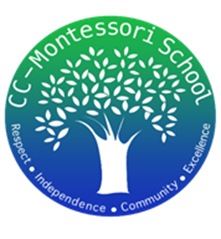 CC-Montessori School
Respect • Independence • Community • Excellence